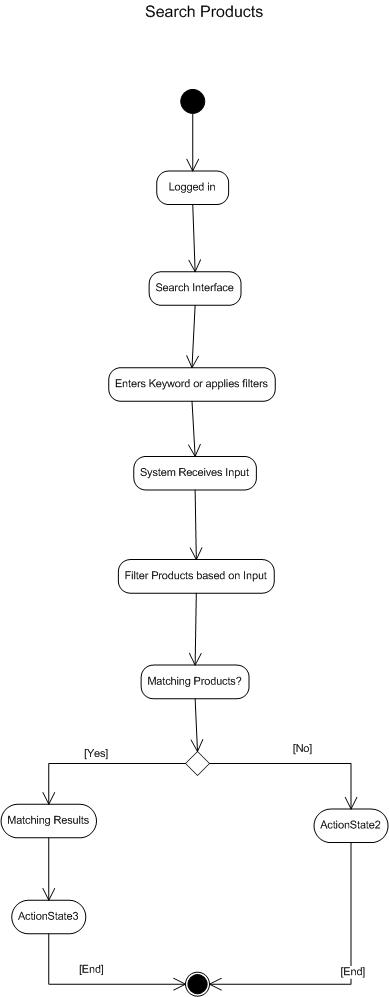 Search Products
Logged in
Search Interface
Enters Keyword or applies filters
System Receives Input
Filter Products based on Input
Matching Products?
[Yes]
[No]
Matching Results
ActionState2
ActionState3
[End]
[End]